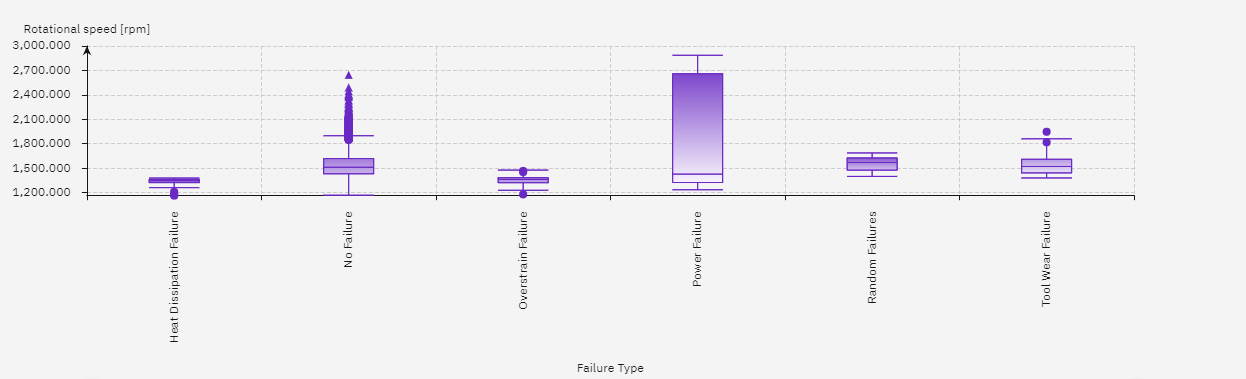 Rotational speed [rpm]
3,000.000
2,700.000
2,400.000
2,100.000
1,800.000
1,500.000
1,200.000
Heat Dissipation Failure
No Failure
Overstrain Failure
Power Failure
Random Failures
Tool Wear Failure
Failure Type